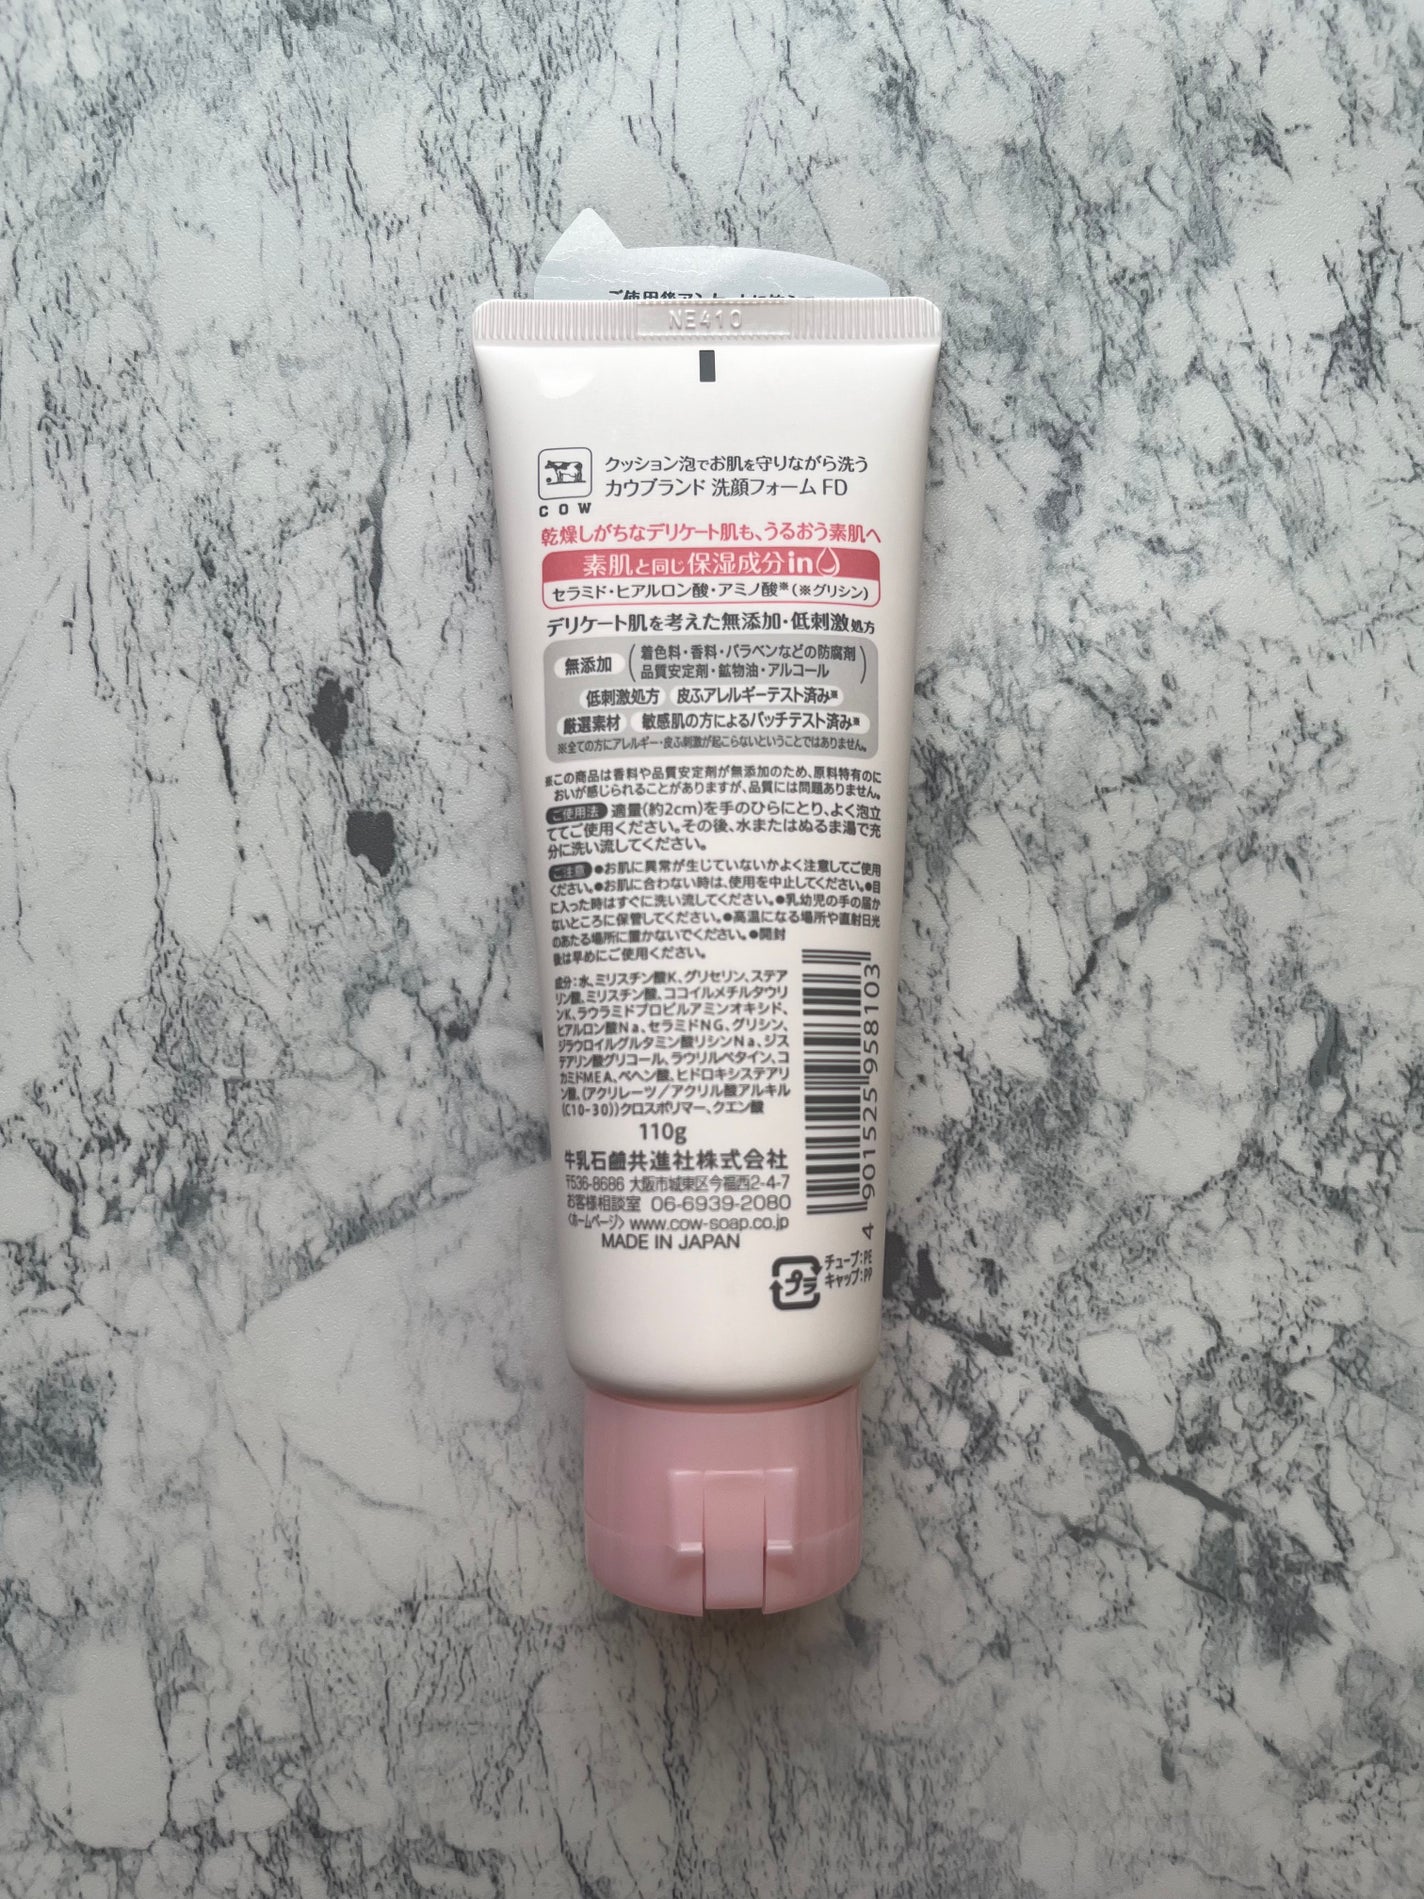 NE410
COW
クッション泡でお肌を守りながら洗う
カウブランド 洗顔フォーム FD
乾燥しがちなデリケート肌も、うるおう素肌へ
素肌と同じ保湿成分in
セラミド・ヒアルロン酸・アミノ酸※(※グリシン)
デリケート肌を考えた無添加・低刺激処方
無添加
着色料・香料・パラベンなどの防腐剤
品質安定剤・鉱物油・アルコール
低刺激処方 皮ふアレルギーテスト済み※
厳選素材 敏感肌の方によるパッチテスト済み※
※全ての方にアレルギー・皮ふ刺激が起こらないということではありません。
※この商品は香料や品質安定剤が無添加のため、原料特有のに
おいが感じられることがありますが、品質には問題ありません。
ご使用法 適量(約2cm)を手のひらにとり、よく泡立
ててご使用ください。その後、水またはぬるま湯で充
分に洗い流してください。
ご注意 ●お肌に異常が生じていないかよく注意してご使用
ください。●お肌に合わない時は、使用を中止してください。●目
に入った時はすぐに洗い流してください。●乳幼児の手の届か
ないところに保管してください。●高温になる場所や直射日光
のあたる場所に置かないでください。●開封
後は早めにご使用ください。
成分:水、ミリスチン酸K、グリセリン、ステア
リン酸、ミリスチン酸、ココイルメチルタウリ
ンK、ラウラミドプロピルアミンオキシド、
ヒアルロン酸Na、セラミドNG、グリシン、
ジラウロイルグルタミン酸リシンNa、ジス
テアリン酸グリコール、ラウリルベタイン、コ
カミドMEA、ベヘン酸、ヒドロキシステアリ
ン酸、(アクリレーツ/アクリル酸アルキル
(C10-30))クロスポリマー、クエン酸
110g
牛乳石鹼共進社株式会社
〒536-8686 大阪市城東区今福西2-4-7
お客様相談室 06-6939-2080
〈ホームページ〉 www.cow-soap.co.jp
MADE IN JAPAN
4 901525 958103
プラ
チューブ:PE
キャップ:PP